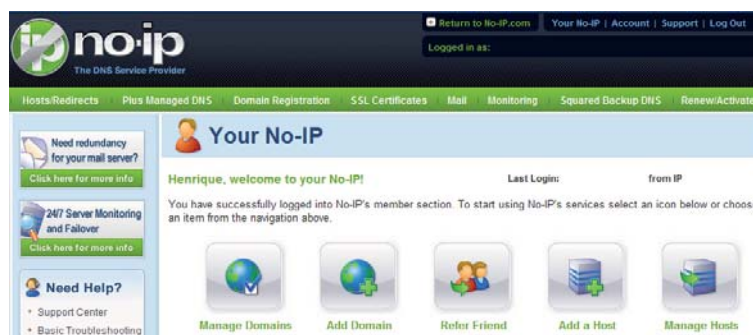 Return to No-IP.com
Your No-IP | Account | Support | Log Out
no-ip
The DNS Service Provider
Logged in as:
Hosts/Redirects
Plus Managed DNS
Domain Registration
SSL Certificates
Mail
Monitoring
Squared Backup DNS
Renew/Activate
Need redundancy
for your mail server?
Click here for more info
24/7 Server Monitoring
and Failover
Click here for more info
Need Help?
Support Center
Basic Troubleshooting
Your No-IP
Henrique, welcome to your No-IP!
Last Login:
from IP
You have successfully logged into No-IP's member section. To start using No-IP's services select an icon below or choos
an item from the navigation above.
Manage Domains
Add Domain
Refer Friend
Add a Host
Manage Hosts